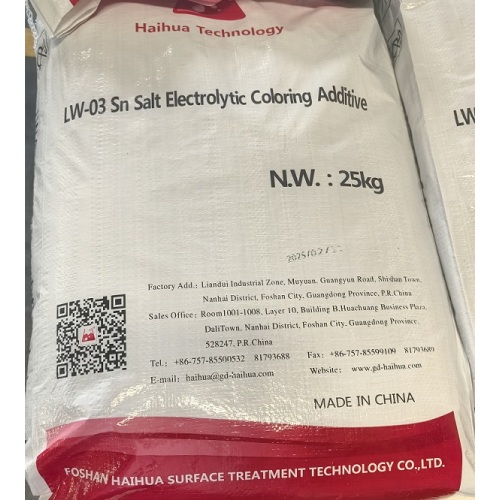 Haihua Technology
LW-03 Sn Salt Electrolytic Coloring Additive
N.W. : 25kg
Factory Add.: Liandui Industrial Zone, Muyuan, Guangyun Road, Shishan Town,
Nanhai District, Foshan City, Guangdong Province, P.R.China
Sales Office: Room1001-1008, Layer 10, Building B,Huachuang Business Plaza,
DaliTown, Nanhai District, Foshan City, Guangdong Province,
528247, P.R.China
Tel.: +86-757-85500532 81793688 Fax: +86-757-85599109 81793689
E-mail: haihua@gd-haihua.com Website: www.gd-haihua.com
MADE IN CHINA
FOSHAN HAIHUA SURFACE TREATMENT TECHNOLOGY CO.,LTD.
LW